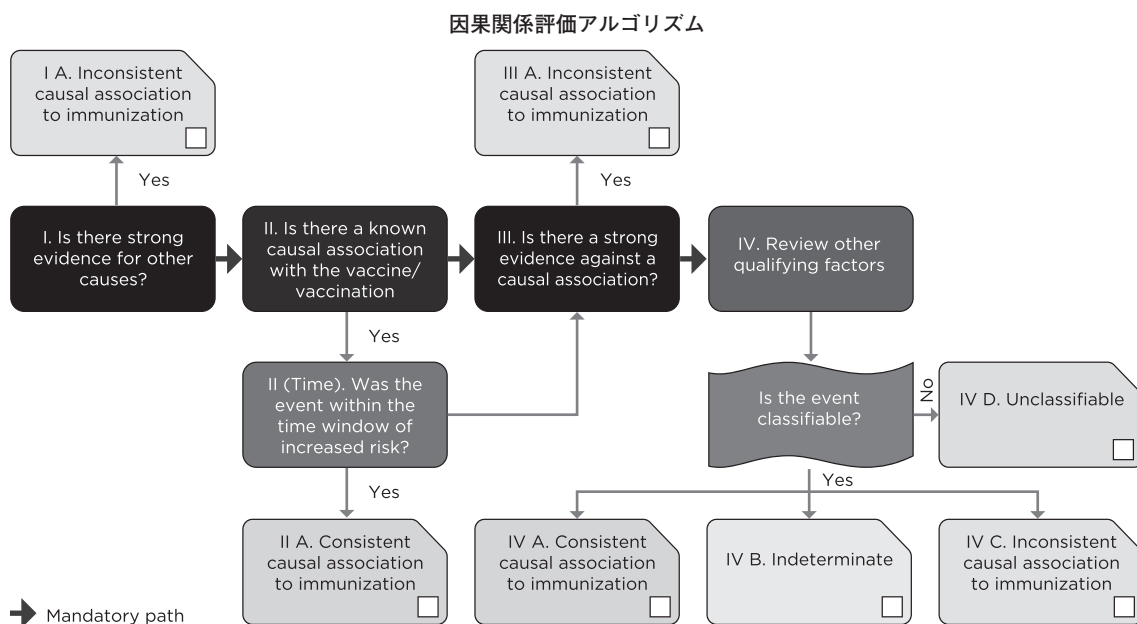 因果関係評価アルゴリズム
I A. Inconsistent
causal association
to immunization
III A. Inconsistent
causal association
to immunization
Yes
Yes
I. Is there strong
evidence for other
causes?
II. Is there a known
causal association
with the vaccine/
vaccination
III. Is there a strong
evidence against a
causal association?
IV. Review other
qualifying factors
Yes
II (Time). Was the
event within the
time window of
increased risk?
Is the event
classifiable?
No
IV D. Unclassifiable
Yes
Yes
II A. Consistent
causal association
to immunization
IV A. Consistent
causal association
to immunization
IV B. Indeterminate
IV C. Inconsistent
causal association
to immunization
Mandatory path